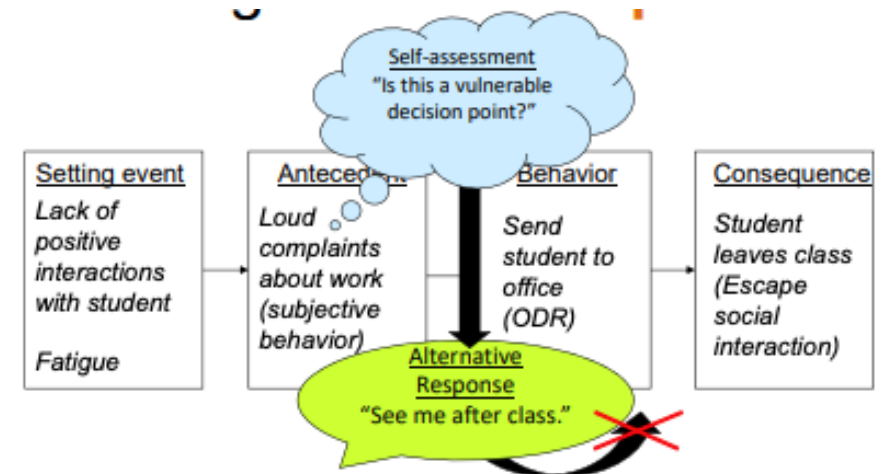 Self-assessment
"Is this a vulnerable
decision point?"
Setting event
Lack of
positive
interactions
with student
Fatigue
Antecedent
Loud
complaints
about work
(subjective
behavior)
Behavior
Send
student to
office
(ODR)
Consequence
Student
leaves class
(Escape
social
interaction)
Alternative
Response
"See me after class."